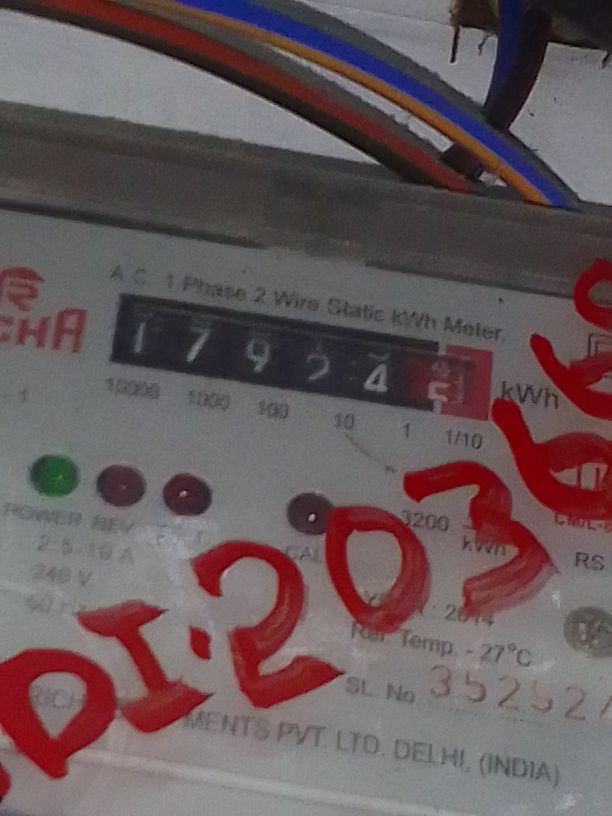 CHA
A.C. 1 Phase 2 Wire Static kWh Meter.
1 7 9 2 4 5 kWh
10000 1000 100 10 1 1/10
POWER REV
CAL
3200
kWh
2.5-10 A
240 V
RS
Ref. Temp. - 27°C
SL. No. 35252
RICH MENTS PVT. LTD. DELHI, (INDIA)
DI.2036